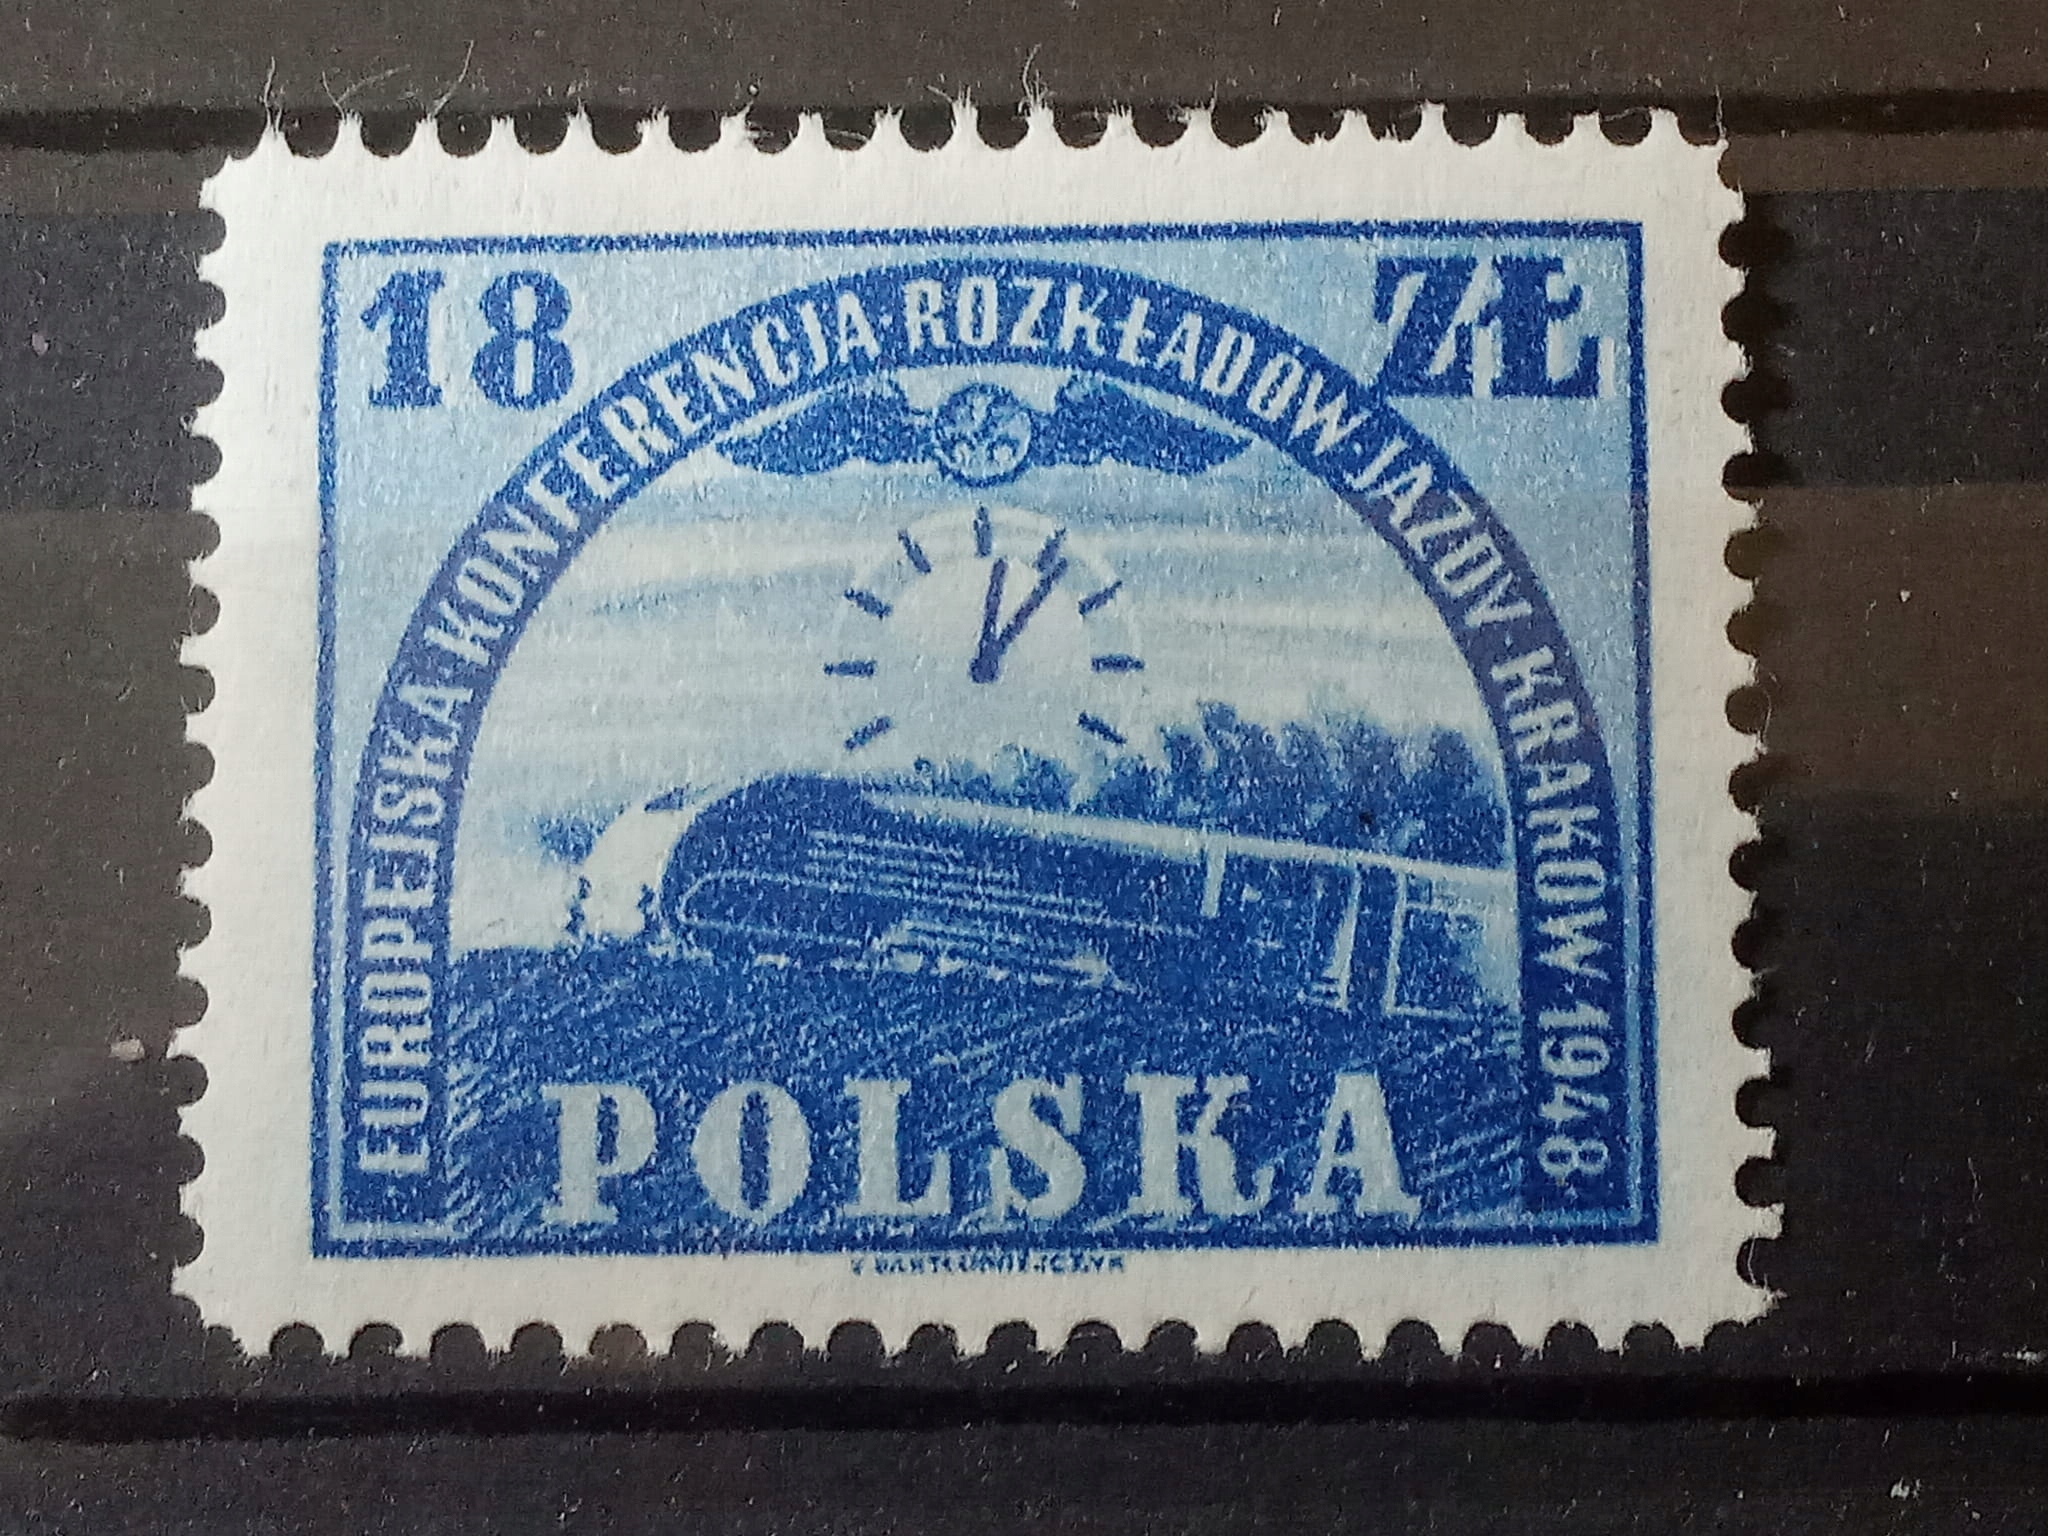 18 ZŁ
EUROPEJSKA KONFERENCJA·ROZKŁADÓW·JAZDY·KRAKÓW·1948·
POLSKA